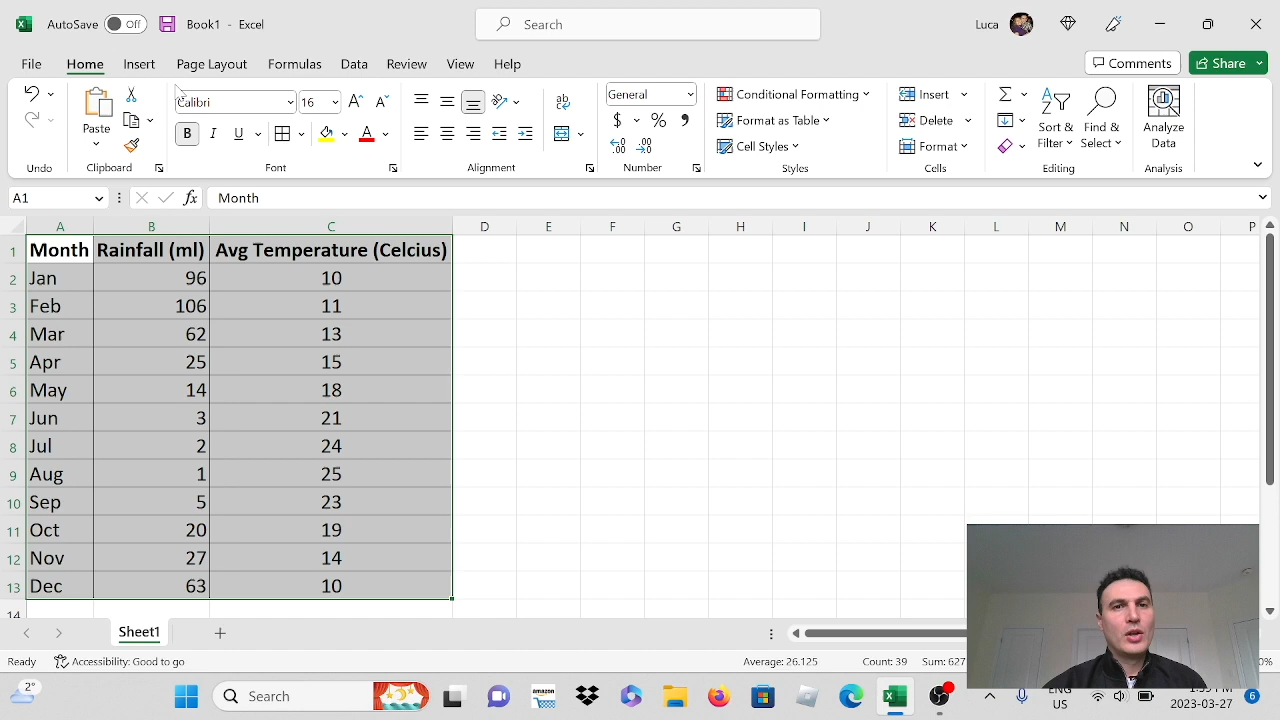 AutoSave Off Book1 - Excel Search Luca
File Home Insert Page Layout Formulas Data Review View Help Comments Share
Calibri 16 General Conditional Formatting Insert
Paste B I U A $ % Format as Table Delete Sort & Find & Analyze
Cell Styles Format Filter Select Data
Undo Clipboard Font Alignment Number Styles Cells Editing Analysis
A1 fx Month
A B C D E F G H I J K L M N O P
1 Month Rainfall (ml) Avg Temperature (Celcius)
2 Jan 96 10
3 Feb 106 11
4 Mar 62 13
5 Apr 25 15
6 May 14 18
7 Jun 3 21
8 Jul 2 24
9 Aug 1 25
10 Sep 5 23
11 Oct 20 19
12 Nov 27 14
13 Dec 63 10
14
Sheet1
Ready Accessibility: Good to go Average: 26.125 Count: 39 Sum: 627
2° Search amazon ENG
US 2023-03-27 6